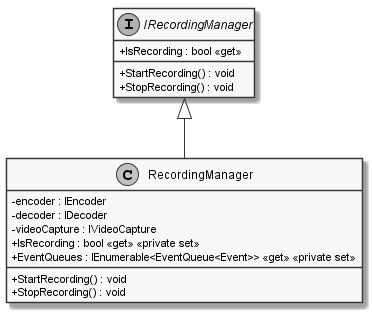 I IRecordingManager
+IsRecording : bool «get»
+StartRecording() : void
+StopRecording() : void
C RecordingManager
-encoder : IEncoder
-decoder : IDecoder
-videoCapture : IVideoCapture
+IsRecording : bool «get» «private set»
+EventQueues : IEnumerable<EventQueue<Event>> «get» «private set»
+StartRecording() : void
+StopRecording() : void